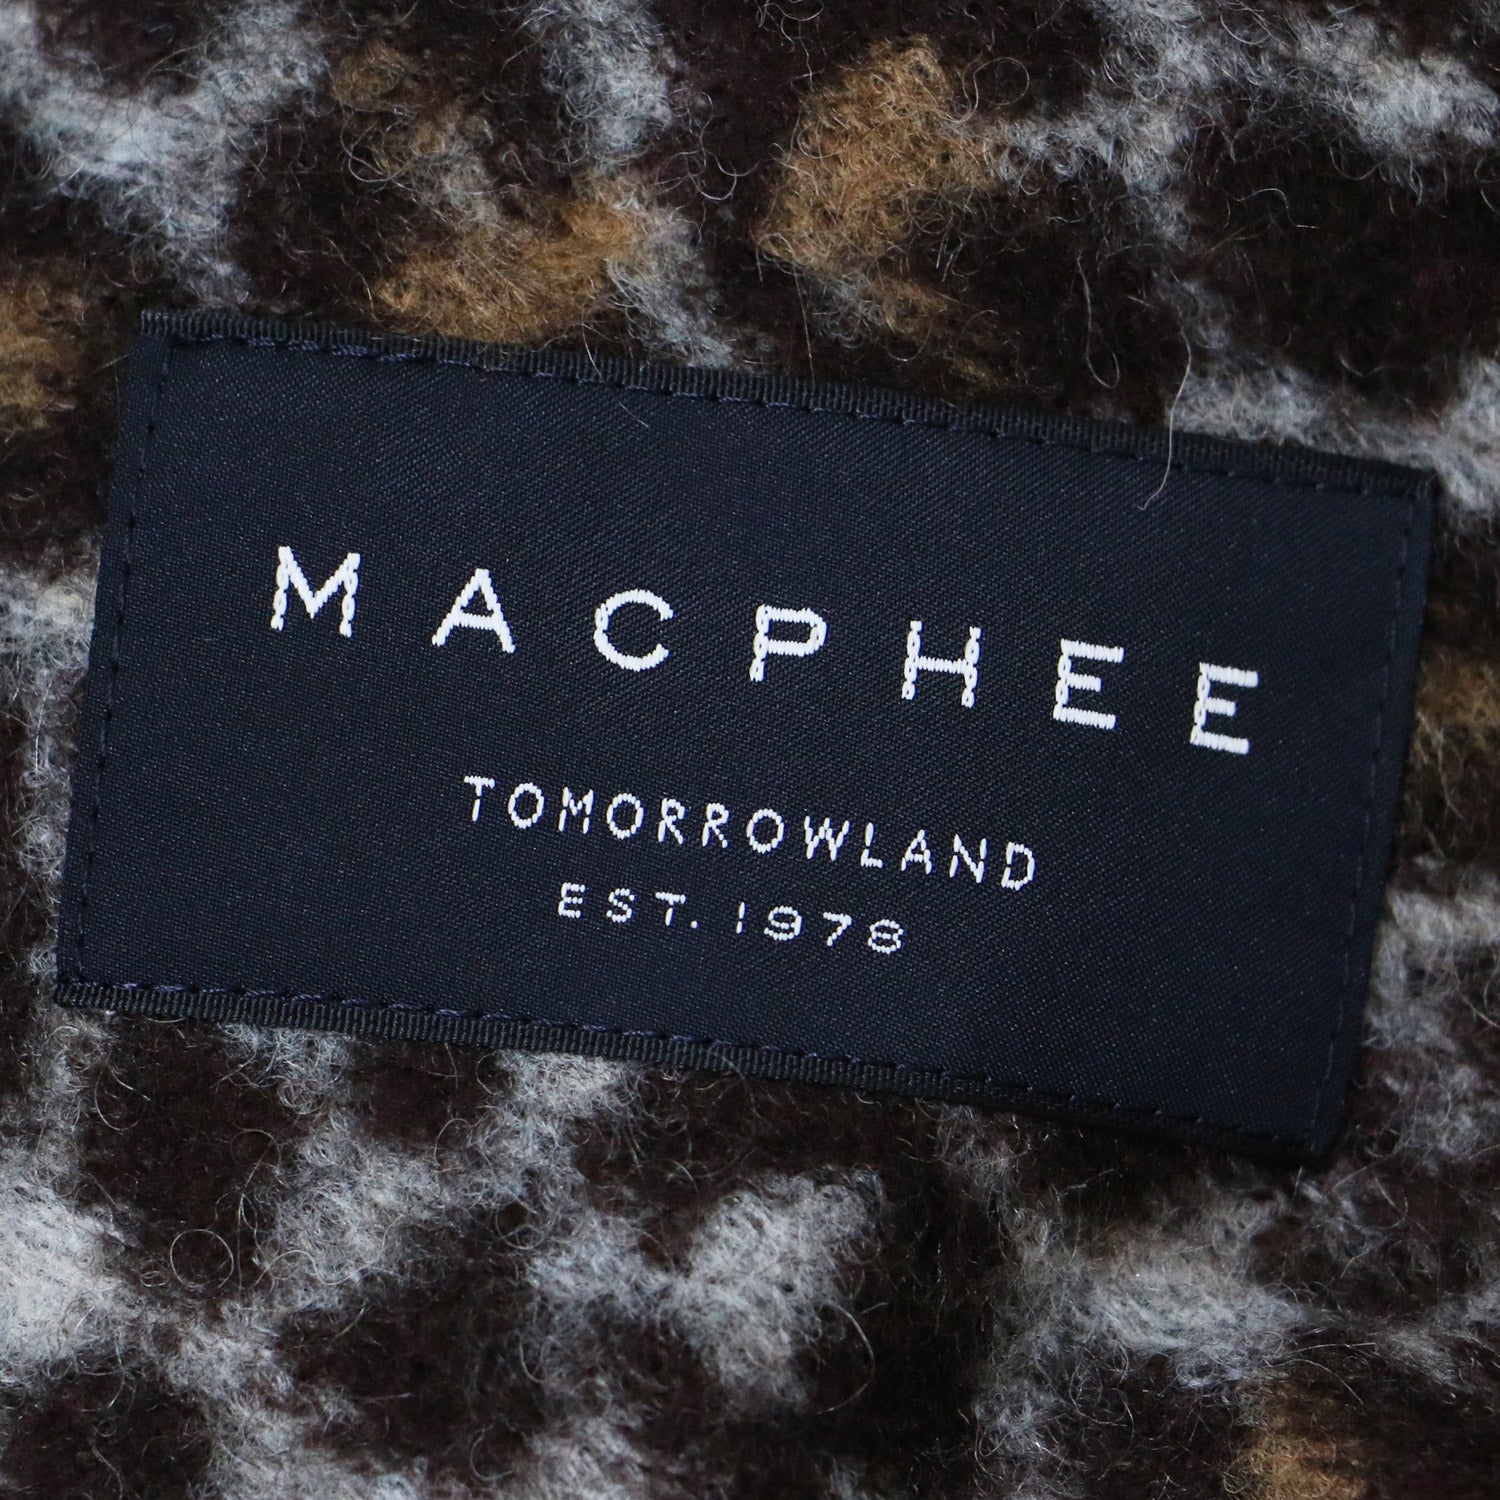 MACPHEE
TOMORROWLAND
EST. 1978